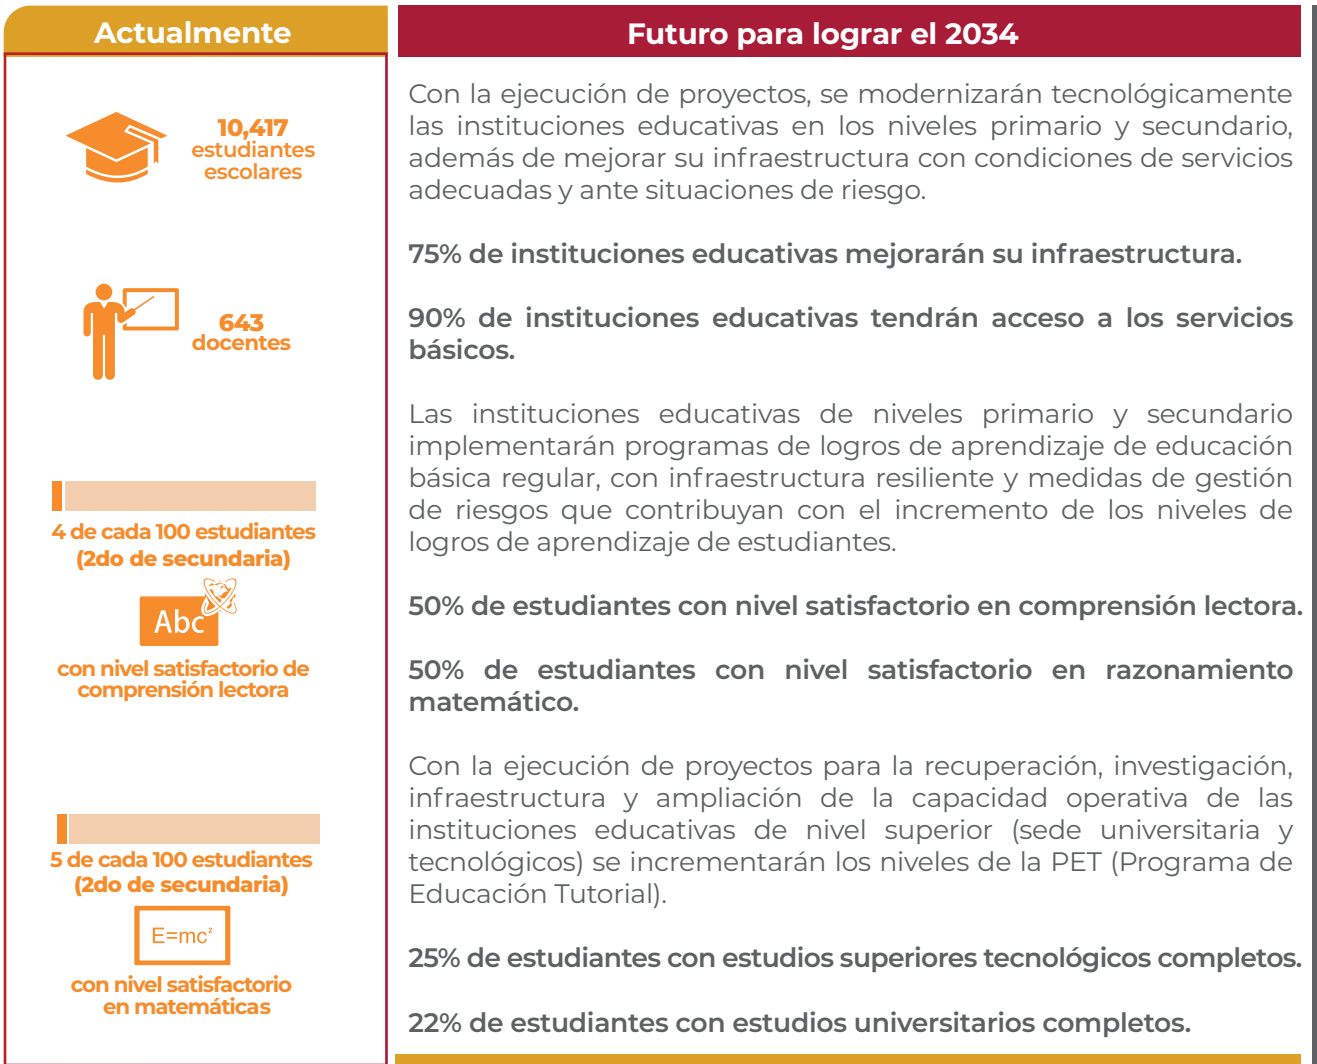 Actualmente
10,417
estudiantes
escolares
643
docentes
4 de cada 100 estudiantes
(2do de secundaria)
Abc
con nivel satisfactorio de
comprensión lectora
5 de cada 100 estudiantes
(2do de secundaria)
E=mc²
con nivel satisfactorio
en matemáticas
Futuro para lograr el 2034
Con la ejecución de proyectos, se modernizarán tecnológicamente
las instituciones educativas en los niveles primario y secundario,
además de mejorar su infraestructura con condiciones de servicios
adecuadas y ante situaciones de riesgo.
75% de instituciones educativas mejorarán su infraestructura.
90% de instituciones educativas tendrán acceso a los servicios
básicos.
Las instituciones educativas de niveles primario y secundario
implementarán programas de logros de aprendizaje de educación
básica regular, con infraestructura resiliente y medidas de gestión
de riesgos que contribuyan con el incremento de los niveles de
logros de aprendizaje de estudiantes.
50% de estudiantes con nivel satisfactorio en comprensión lectora.
50% de estudiantes con nivel satisfactorio en razonamiento
matemático.
Con la ejecución de proyectos para la recuperación, investigación,
infraestructura y ampliación de la capacidad operativa de las
instituciones educativas de nivel superior (sede universitaria y
tecnológicos) se incrementarán los niveles de la PET (Programa de
Educación Tutorial).
25% de estudiantes con estudios superiores tecnológicos completos.
22% de estudiantes con estudios universitarios completos.